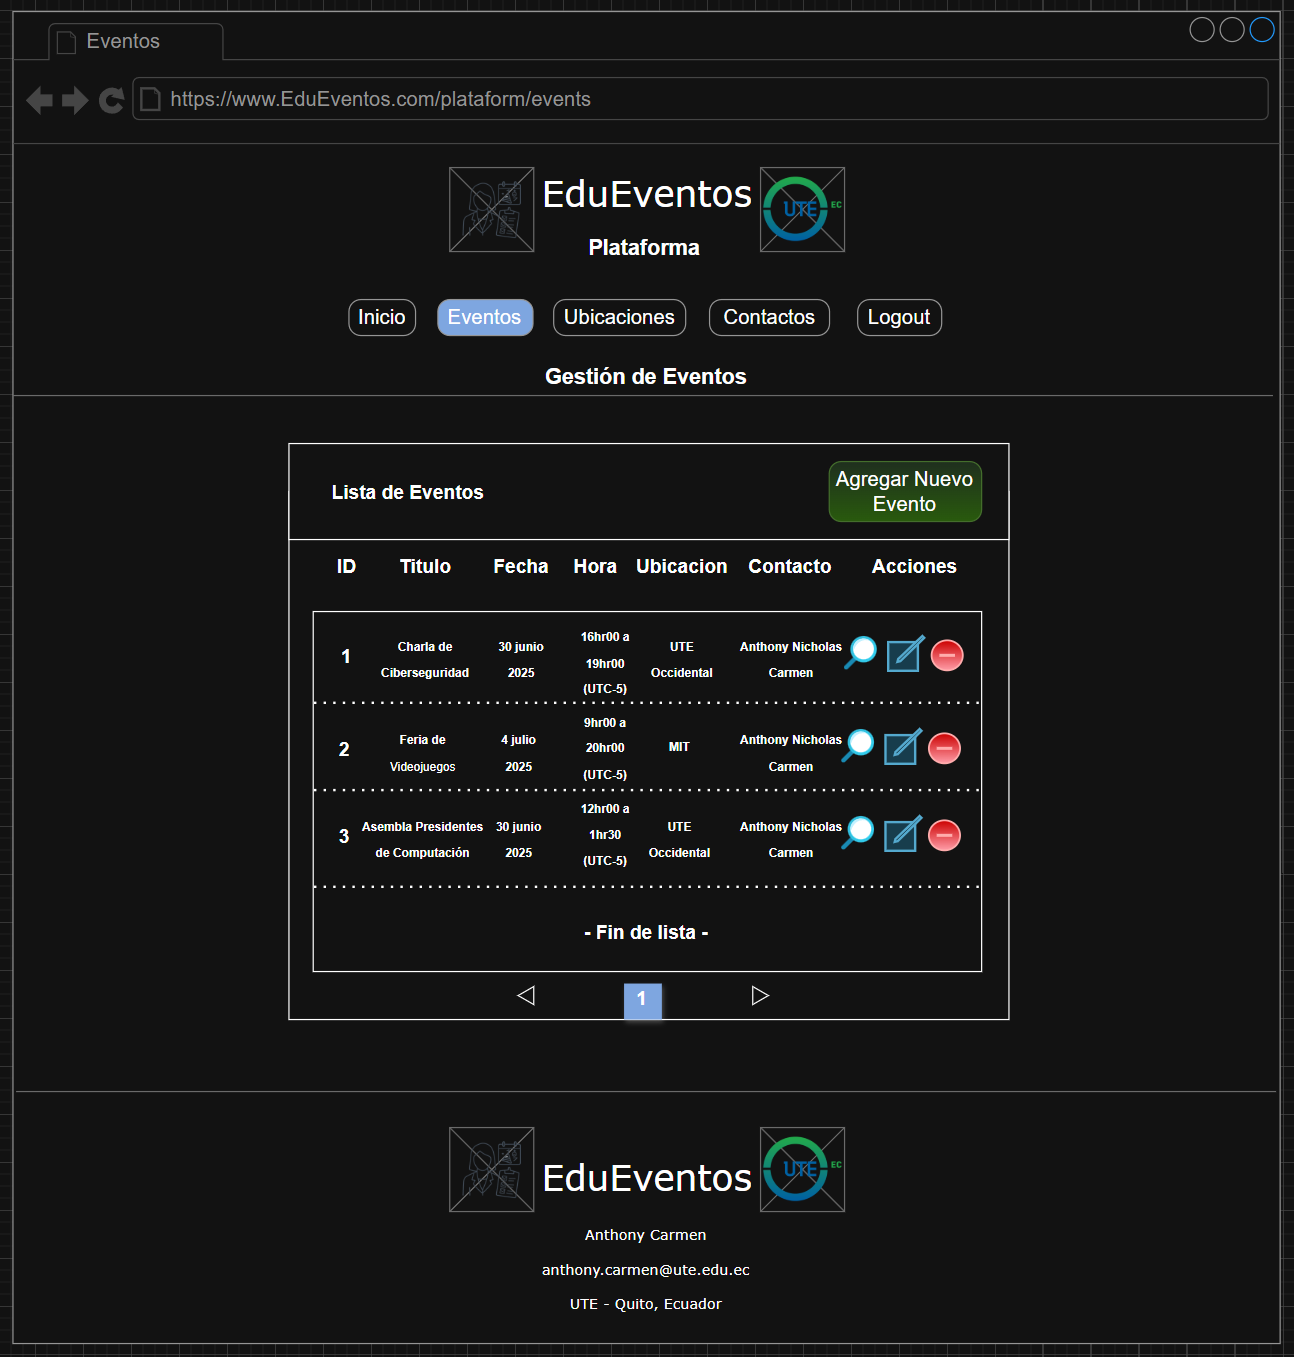 Eventos
https://www.EduEventos.com/plataform/events
EduEventos
UTE EC
Plataforma
Inicio Eventos Ubicaciones Contactos Logout
Gestión de Eventos
Lista de Eventos
Agregar Nuevo
Evento
ID Titulo Fecha Hora Ubicacion Contacto Acciones
1
Charla de
Ciberseguridad
30 junio
2025
16hr00 a
19hr00
(UTC-5)
UTE
Occidental
Anthony Nicholas
Carmen
2
Feria de
Videojuegos
4 julio
2025
9hr00 a
20hr00
(UTC-5)
MIT
Anthony Nicholas
Carmen
3
Asembla Presidentes
de Computación
30 junio
2025
12hr00 a
1hr30
(UTC-5)
UTE
Occidental
Anthony Nicholas
Carmen
- Fin de lista -
1
EduEventos
UTE EC
Anthony Carmen
anthony.carmen@ute.edu.ec
UTE - Quito, Ecuador